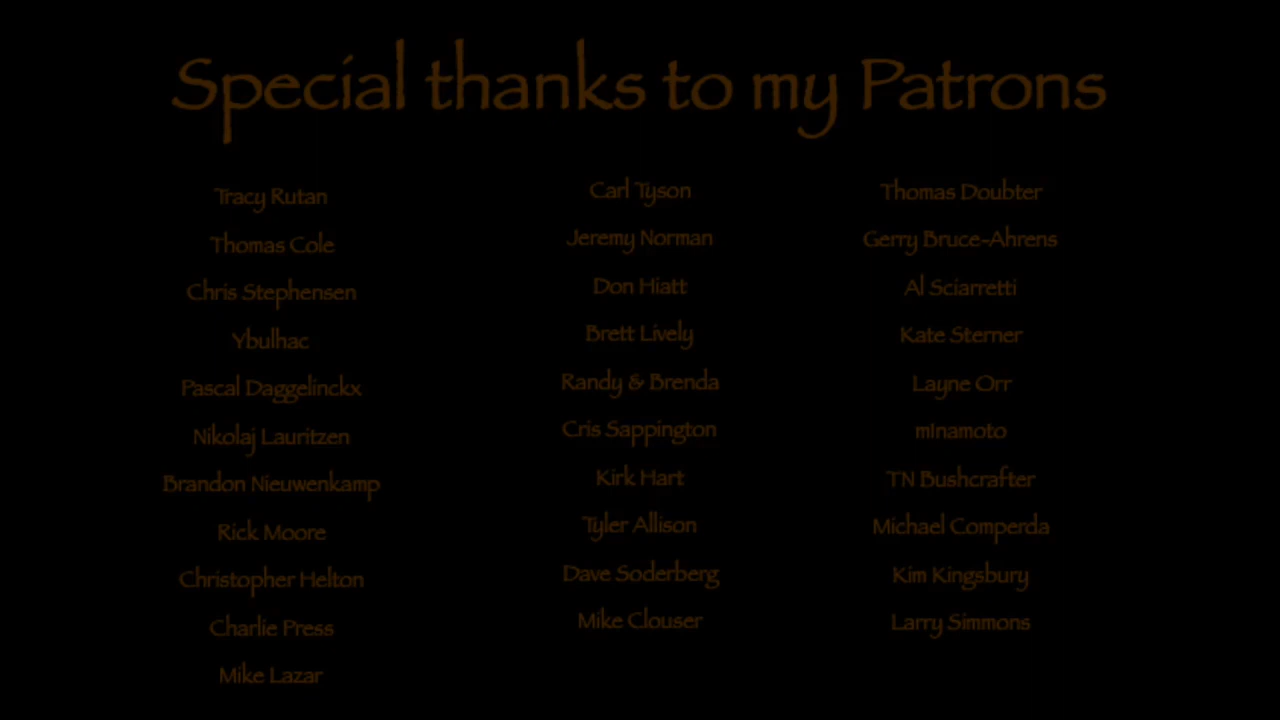 Special thanks to my Patrons
Tracy Rutan
Thomas Cole
Chris Stephensen
Ybulhac
Pascal Daggelinckx
Nikolaj Lauritzen
Brandon Nieuwenkamp
Rick Moore
Christopher Helton
Charlie Press
Mike Lazar
Carl Tyson
Jeremy Norman
Don Hiatt
Brett Lively
Randy & Brenda
Cris Sappington
Kirk Hart
Tyler Allison
Dave Soderberg
Mike Clouser
Thomas Doubter
Gerry Bruce-Ahrens
Al Sciarretti
Kate Sterner
Layne Orr
mInamoto
TN Bushcrafter
Michael Comperda
Kim Kingsbury
Larry Simmons